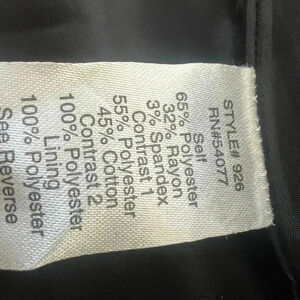 STYLE# 926
RN#54077
Self
65% Polyester
32% Rayon
3% Spandex
Contrast 1
55% Polyester
45% Cotton
Contrast 2
100% Polyester
Lining
100% Polyester
See Reverse